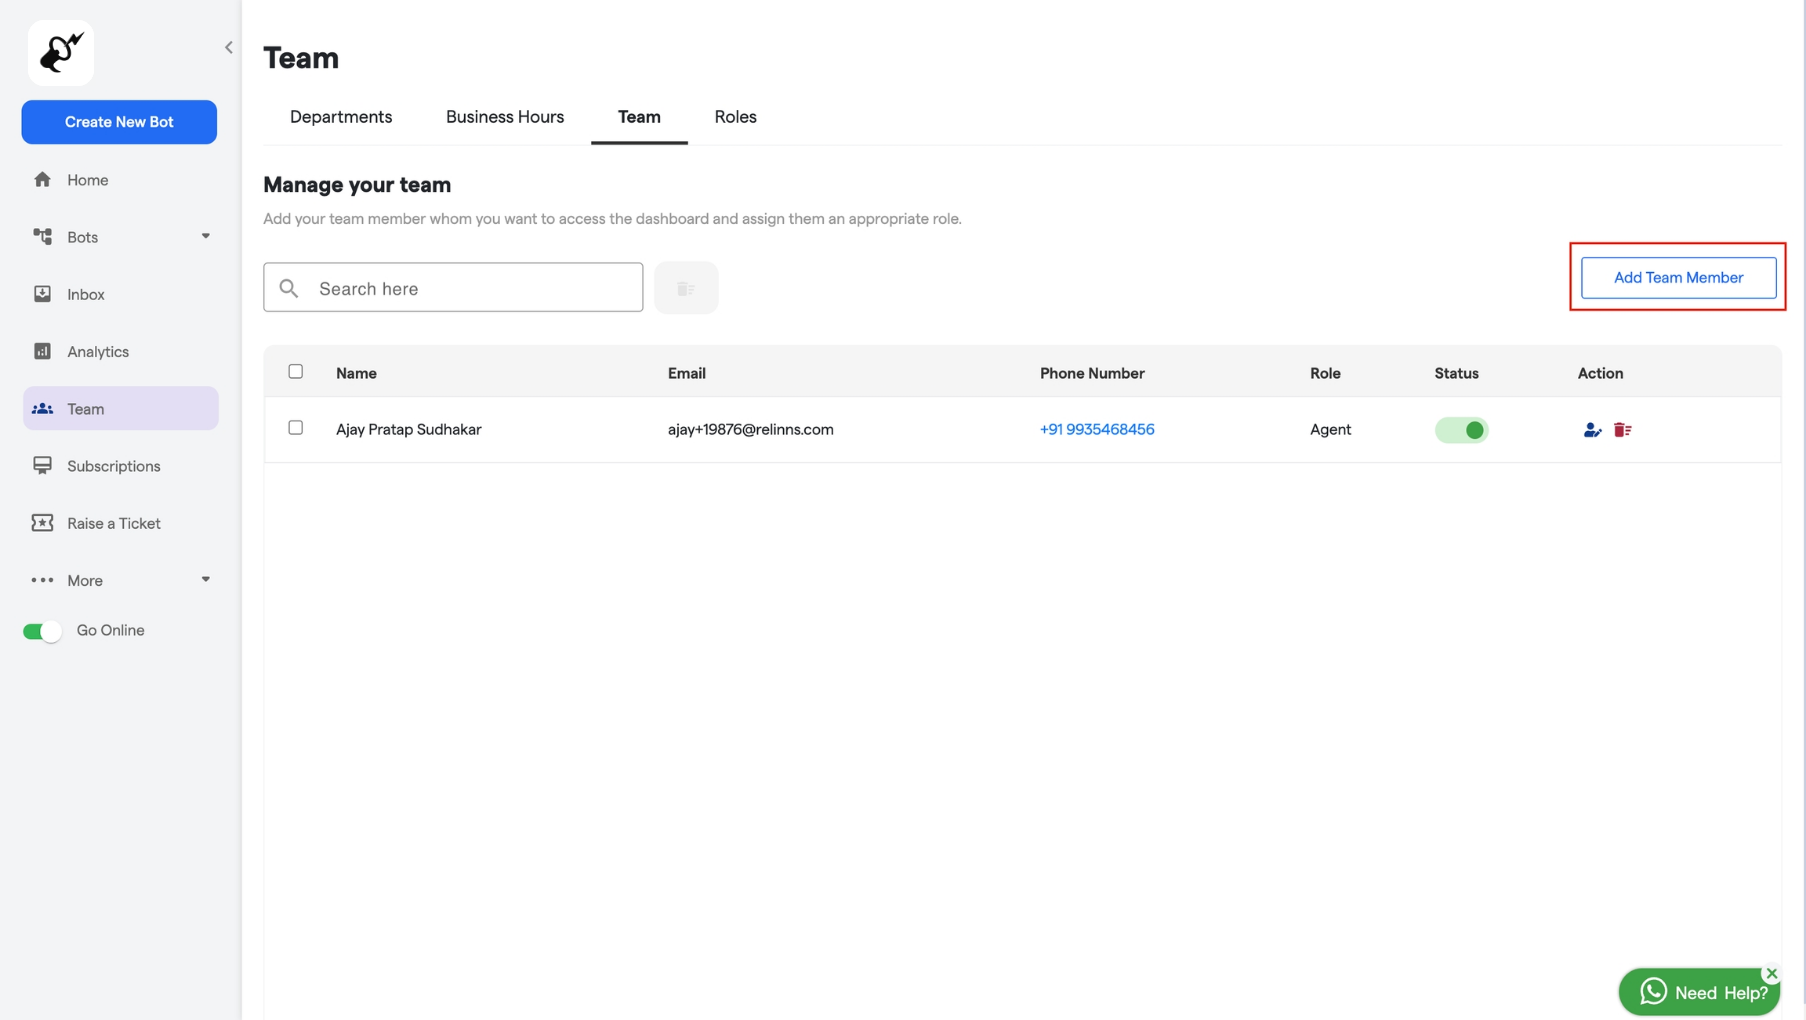 Team
Create New Bot
Departments Business Hours Team Roles
Home
Manage your team
Add your team member whom you want to access the dashboard and assign them an appropriate role.
Bots
Search here
Add Team Member
Inbox
Analytics
Name Email Phone Number Role Status Action
Team
Ajay Pratap Sudhakar ajay+19876@relinns.com +91 9935468456 Agent
Subscriptions
Raise a Ticket
More
Go Online
Need Help?